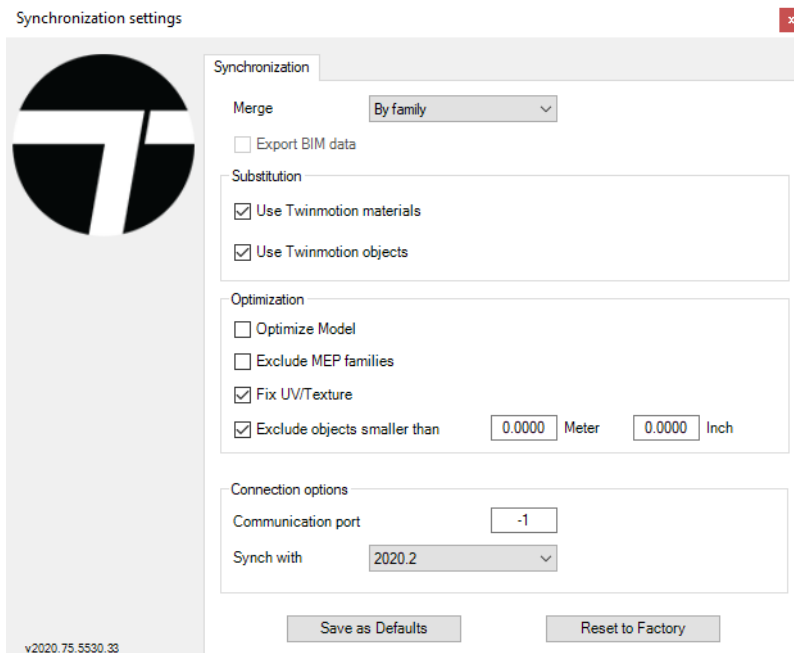 Synchronization settings
x
Synchronization
Merge By family
Export BIM data
Substitution
Use Twinmotion materials
Use Twinmotion objects
Optimization
Optimize Model
Exclude MEP families
Fix UV/Texture
Exclude objects smaller than 0.0000 Meter 0.0000 Inch
Connection options
Communication port -1
Synch with 2020.2
Save as Defaults Reset to Factory
v2020.75.5530.33